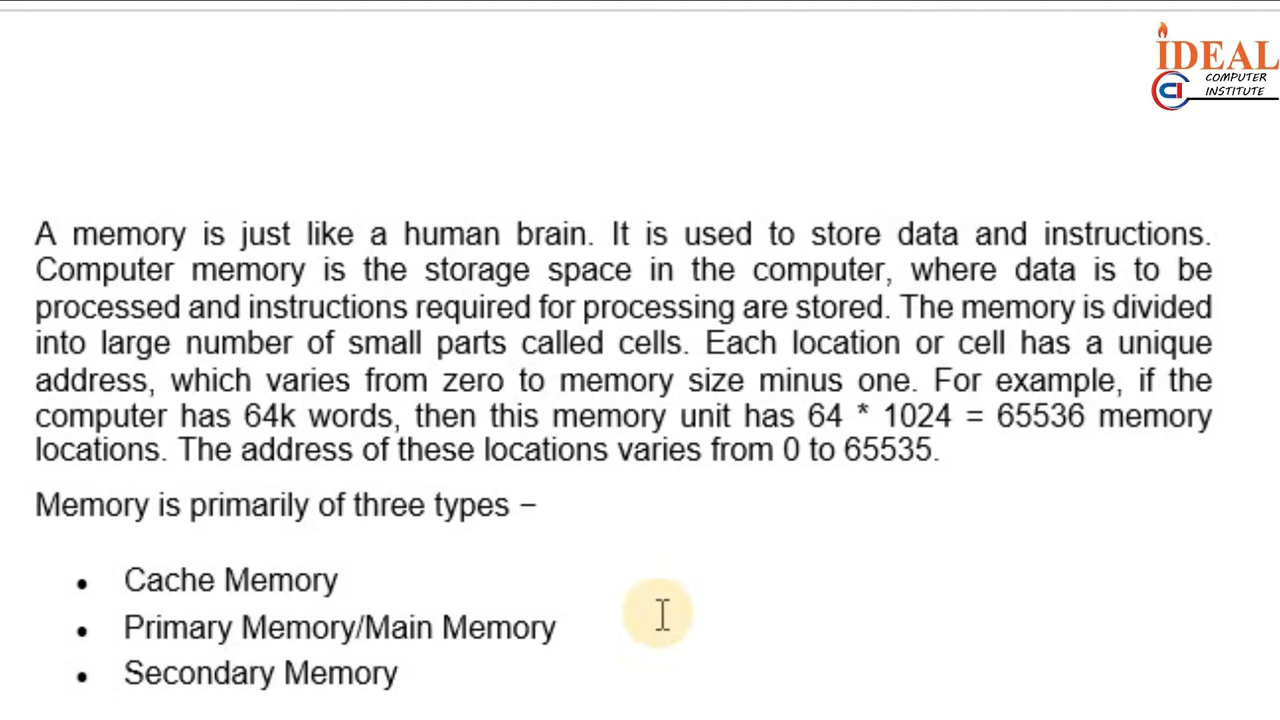 IDEAL
COMPUTER
INSTITUTE
CI
A memory is just like a human brain. It is used to store data and instructions.
Computer memory is the storage space in the computer, where data is to be
processed and instructions required for processing are stored. The memory is divided
into large number of small parts called cells. Each location or cell has a unique
address, which varies from zero to memory size minus one. For example, if the
computer has 64k words, then this memory unit has 64 * 1024 = 65536 memory
locations. The address of these locations varies from 0 to 65535.
Memory is primarily of three types –
• Cache Memory
• Primary Memory/Main Memory
• Secondary Memory